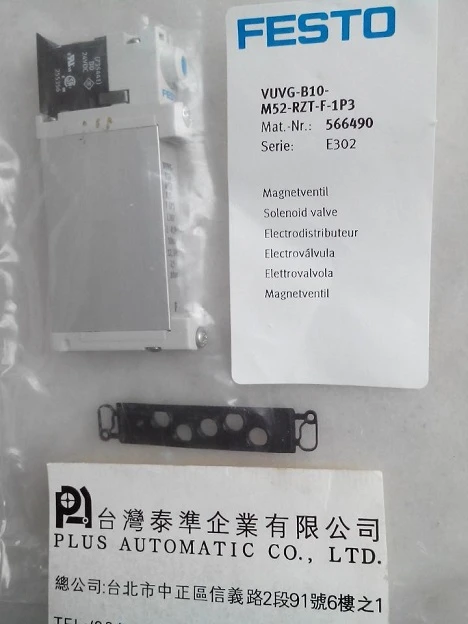 FESTO
VUVG-B10-
M52-RZT-F-1P3
Mat.-Nr.: 566490
Serie: E302
Magnetventil
Solenoid valve
Electrodistributeur
Electroválvula
Elettrovalvola
Magnetventil
FESTO
台灣泰準企業有限公司
PLUS AUTOMATIC CO., LTD.
總公司:台北市中正區信義路2段91號6樓之1